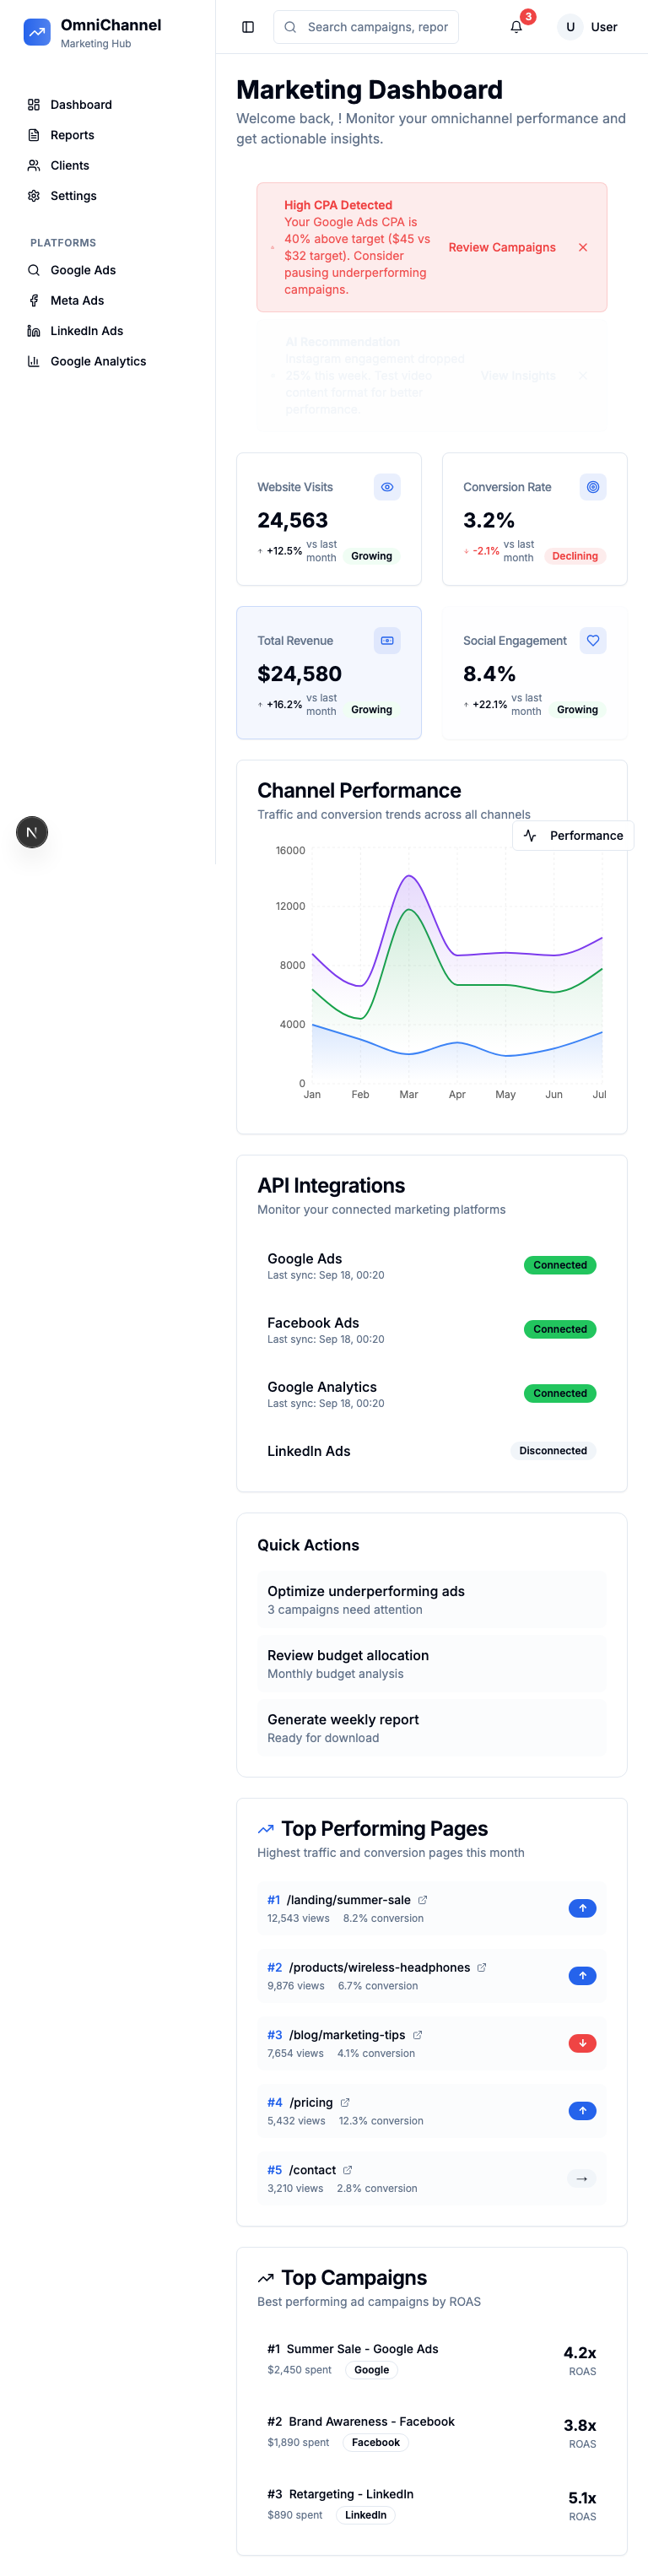 OmniChannel
Marketing Hub
Dashboard
Reports
Clients
Settings
PLATFORMS
Google Ads
Meta Ads
LinkedIn Ads
Google Analytics
N
Search campaigns, repor
3
U User
Marketing Dashboard
Welcome back, ! Monitor your omnichannel performance and
get actionable insights.
High CPA Detected
Your Google Ads CPA is
40% above target ($45 vs
$32 target). Consider
pausing underperforming
campaigns.
Review Campaigns
AI Recommendation
Instagram engagement dropped
25% this week. Test video
content format for better
performance.
View Insights
Website Visits
24,563
↑ +12.5% vs last month Growing
Conversion Rate
3.2%
↓ -2.1% vs last month Declining
Total Revenue
$24,580
↑ +16.2% vs last month Growing
Social Engagement
8.4%
↑ +22.1% vs last month Growing
Channel Performance
Traffic and conversion trends across all channels
Performance
16000
12000
8000
4000
0
Jan Feb Mar Apr May Jun Jul
API Integrations
Monitor your connected marketing platforms
Google Ads
Last sync: Sep 18, 00:20
Connected
Facebook Ads
Last sync: Sep 18, 00:20
Connected
Google Analytics
Last sync: Sep 18, 00:20
Connected
LinkedIn Ads
Disconnected
Quick Actions
Optimize underperforming ads
3 campaigns need attention
Review budget allocation
Monthly budget analysis
Generate weekly report
Ready for download
Top Performing Pages
Highest traffic and conversion pages this month
#1 /landing/summer-sale
12,543 views 8.2% conversion
↑
#2 /products/wireless-headphones
9,876 views 6.7% conversion
↑
#3 /blog/marketing-tips
7,654 views 4.1% conversion
↓
#4 /pricing
5,432 views 12.3% conversion
↑
#5 /contact
3,210 views 2.8% conversion
→
Top Campaigns
Best performing ad campaigns by ROAS
#1 Summer Sale - Google Ads
$2,450 spent Google
4.2x
ROAS
#2 Brand Awareness - Facebook
$1,890 spent Facebook
3.8x
ROAS
#3 Retargeting - LinkedIn
$890 spent LinkedIn
5.1x
ROAS